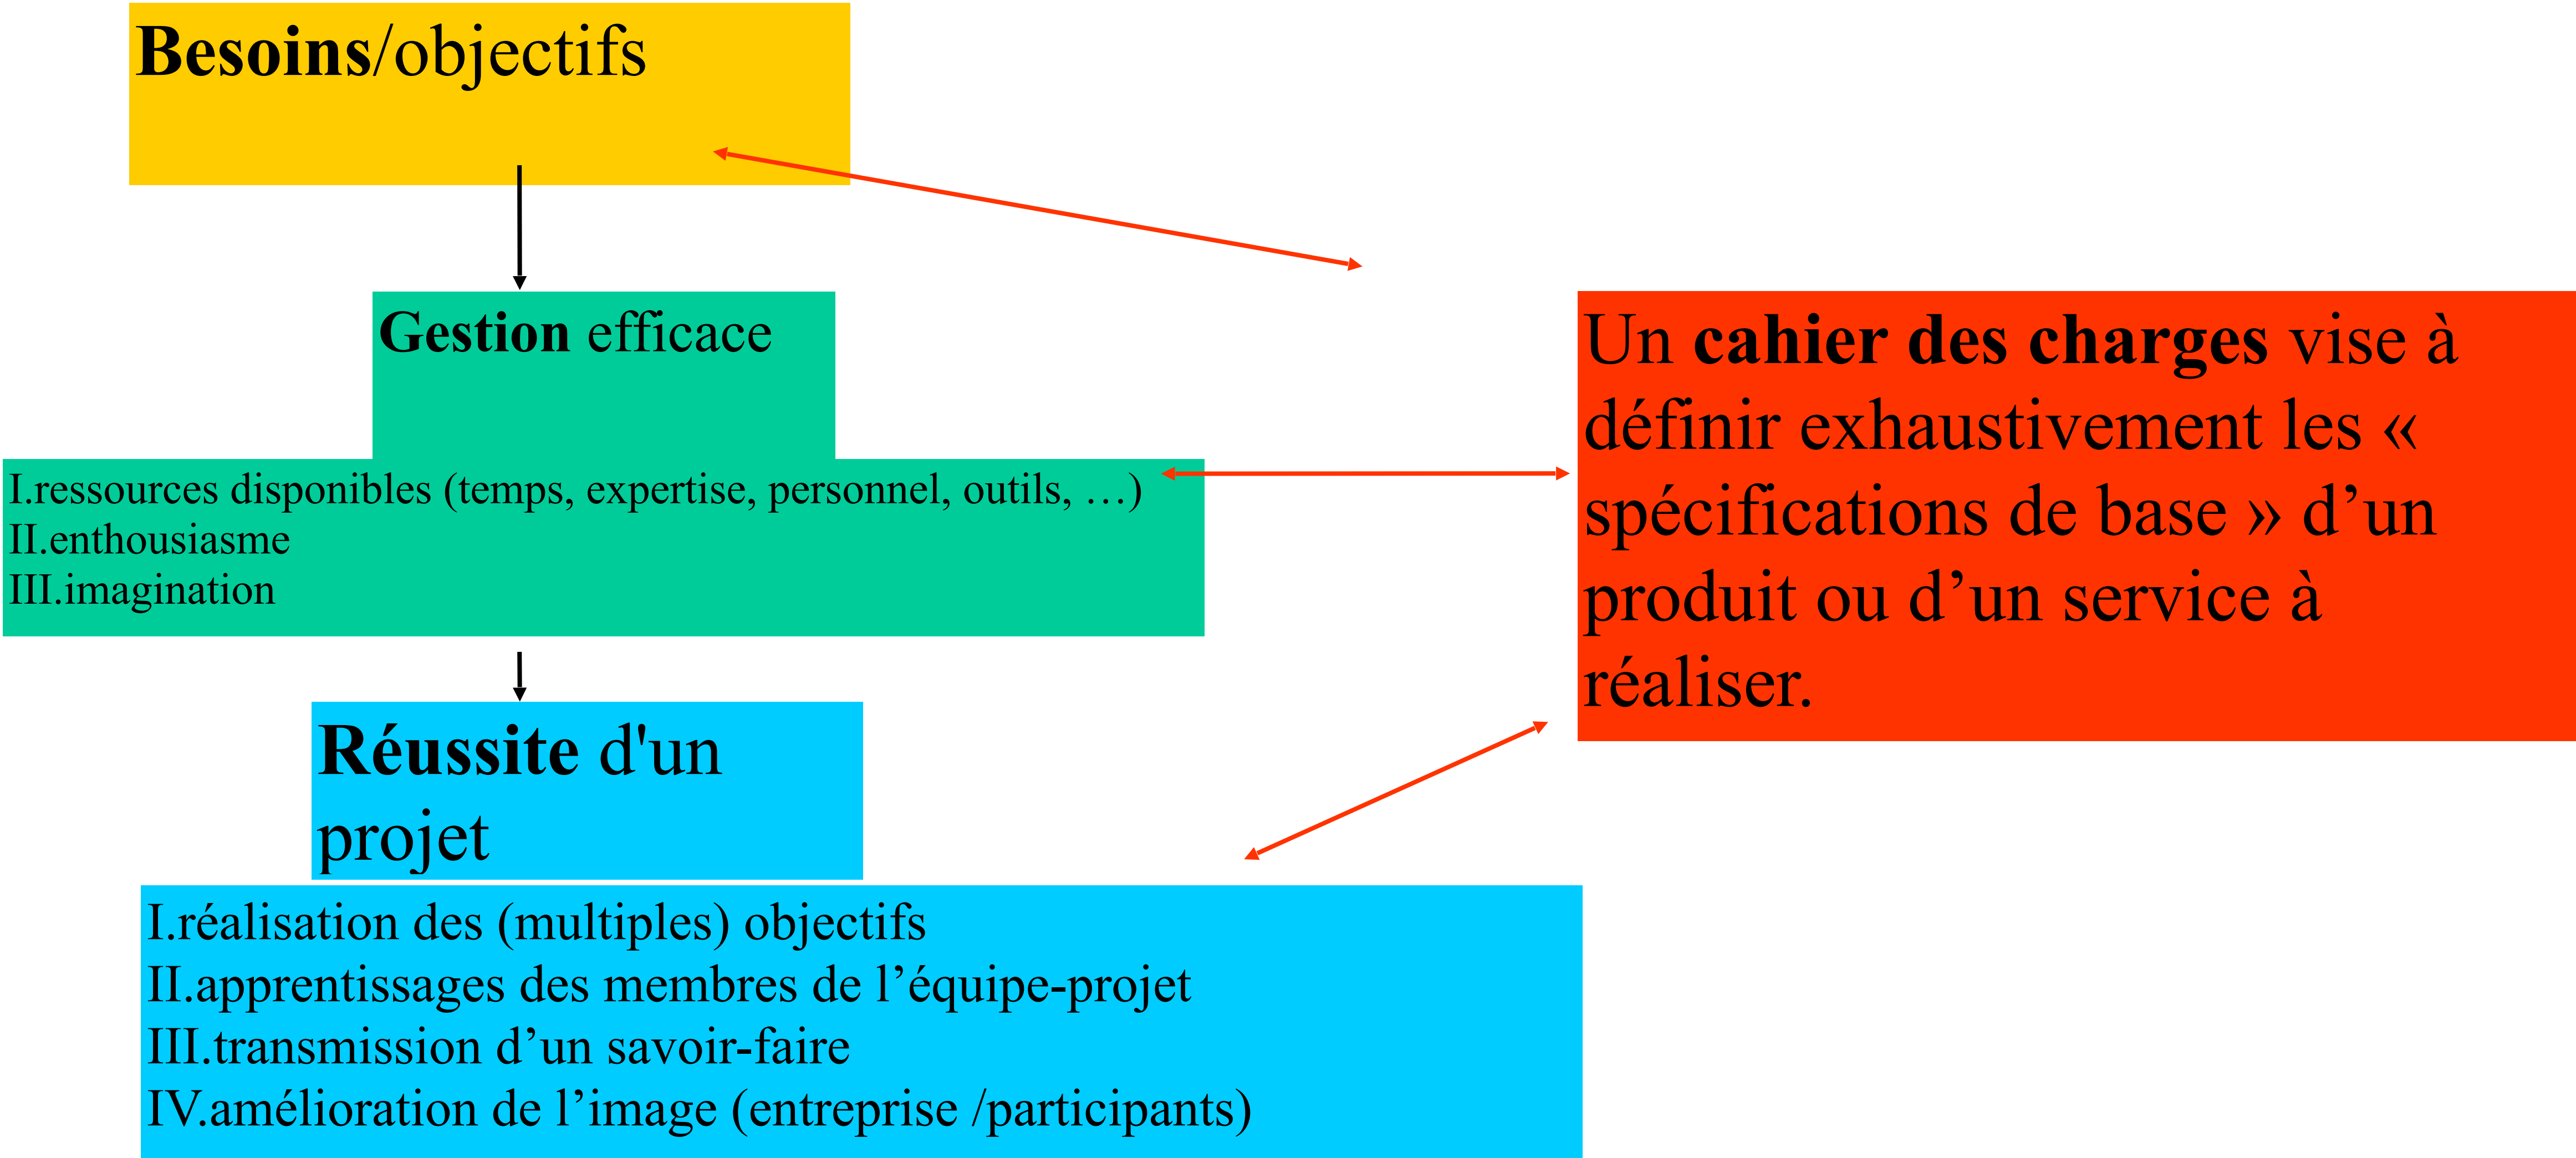 Besoins/objectifs
Gestion efficace
I.ressources disponibles (temps, expertise, personnel, outils, …)
II.enthousiasme
III.imagination
Réussite d'un
projet
I.réalisation des (multiples) objectifs
II.apprentissages des membres de l’équipe-projet
III.transmission d’un savoir-faire
IV.amélioration de l’image (entreprise /participants)
Un cahier des charges vise à
définir exhaustivement les «
spécifications de base » d’un
produit ou d’un service à
réaliser.